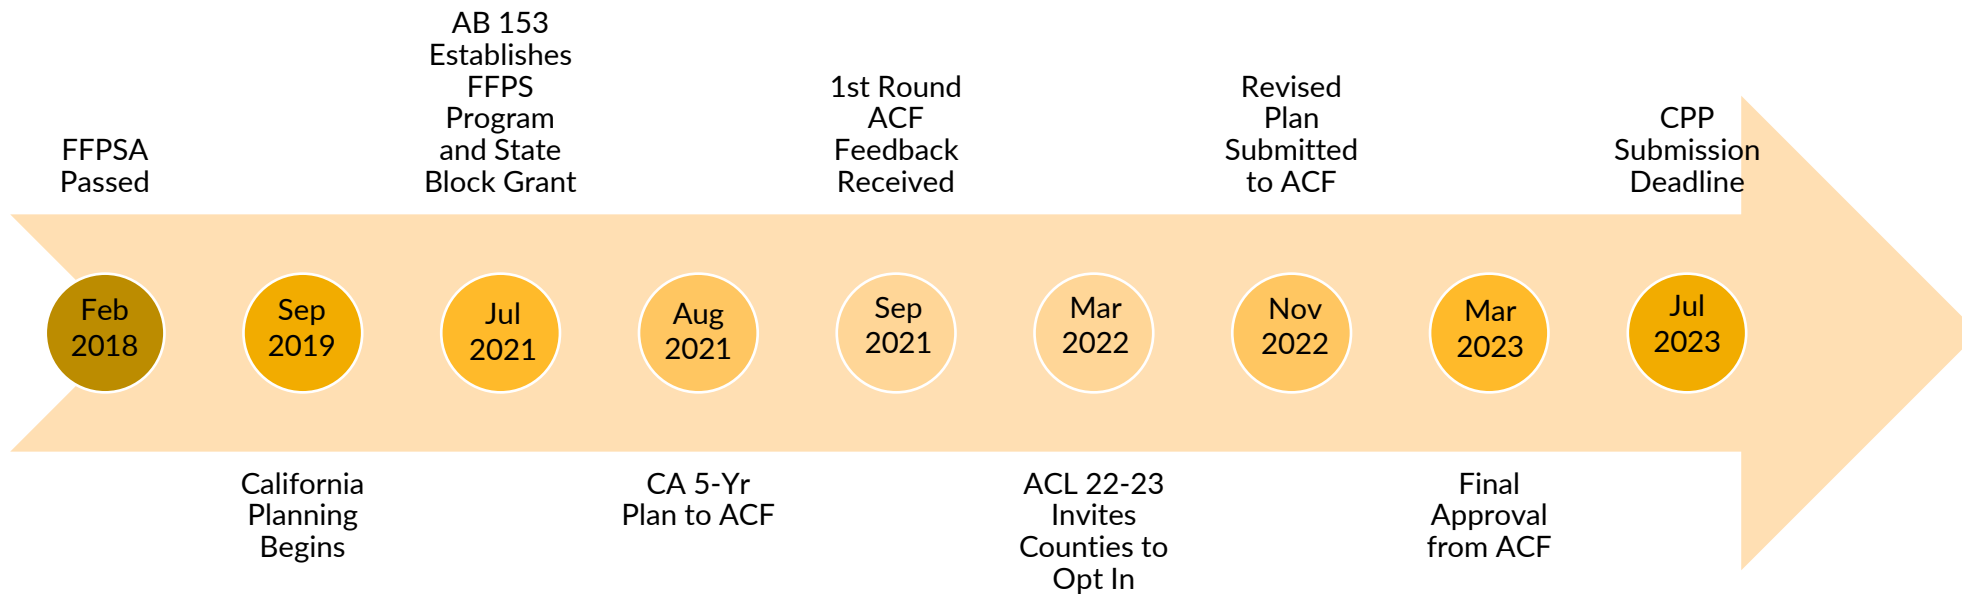 FFPSA
Passed
Feb
2018
Sep
2019
California
Planning
Begins
AB 153
Establishes
FFPS
Program
and State
Block Grant
Jul
2021
Aug
2021
CA 5-Yr
Plan to ACF
1st Round
ACF
Feedback
Received
Sep
2021
Mar
2022
ACL 22-23
Invites
Counties to
Opt In
Revised
Plan
Submitted
to ACF
Nov
2022
Mar
2023
Final
Approval
from ACF
CPP
Submission
Deadline
Jul
2023